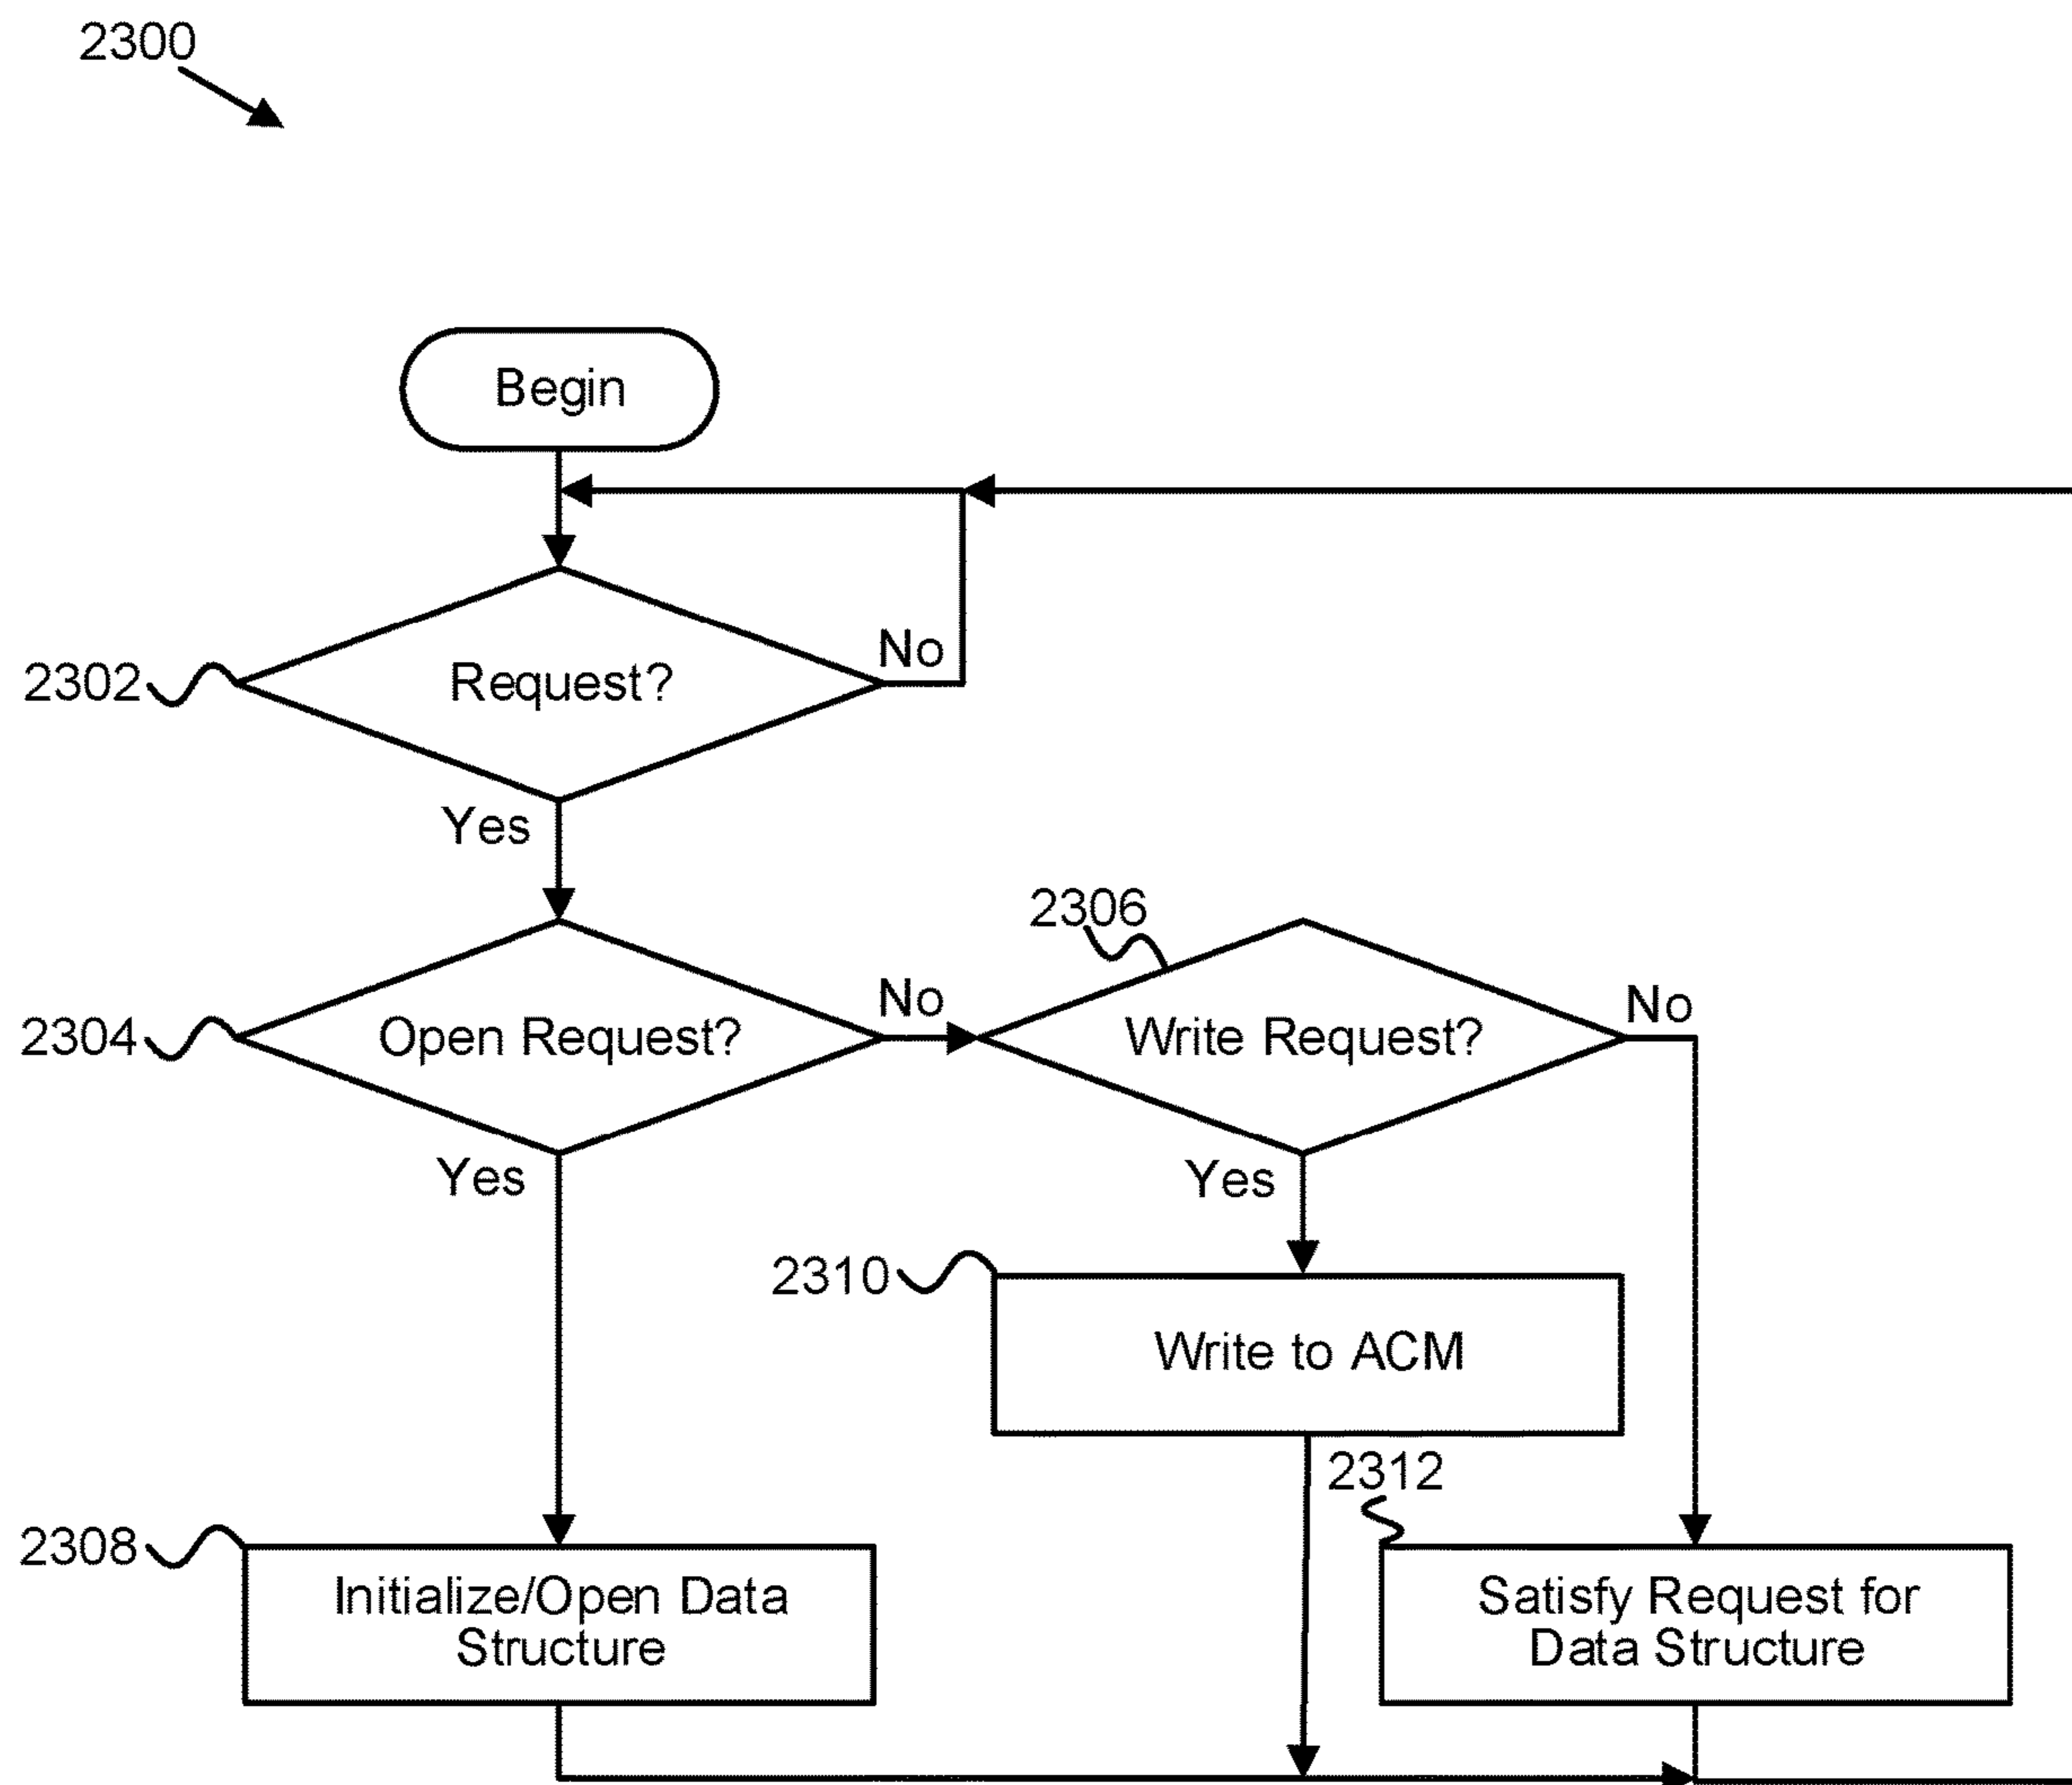 2300
Begin
2302
Request?
No
Yes
2304
Open Request?
No
2306
Write Request?
No
Yes
Yes
2310
Write to ACM
2312
2308
Initialize/Open Data
Structure
Satisfy Request for
Data Structure